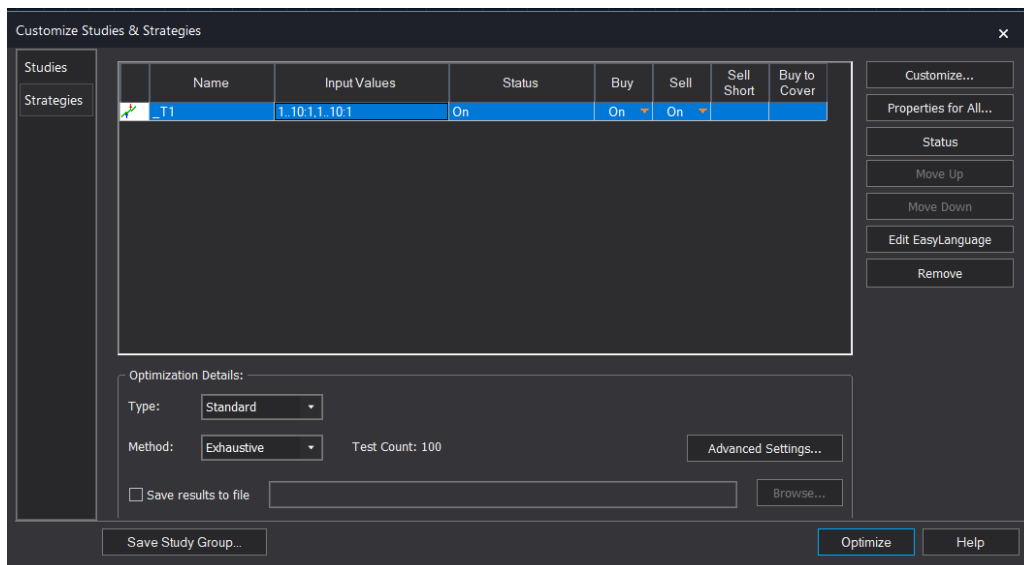 Customize Studies & Strategies
Studies
Strategies
Name Input Values Status Buy Sell Sell Short Buy to Cover
_T1 1..10:1,1..10:1 On On On
Customize...
Properties for All...
Status
Move Up
Move Down
Edit EasyLanguage
Remove
Optimization Details:
Type: Standard
Method: Exhaustive Test Count: 100 Advanced Settings...
Save results to file Browse...
Save Study Group... Optimize Help